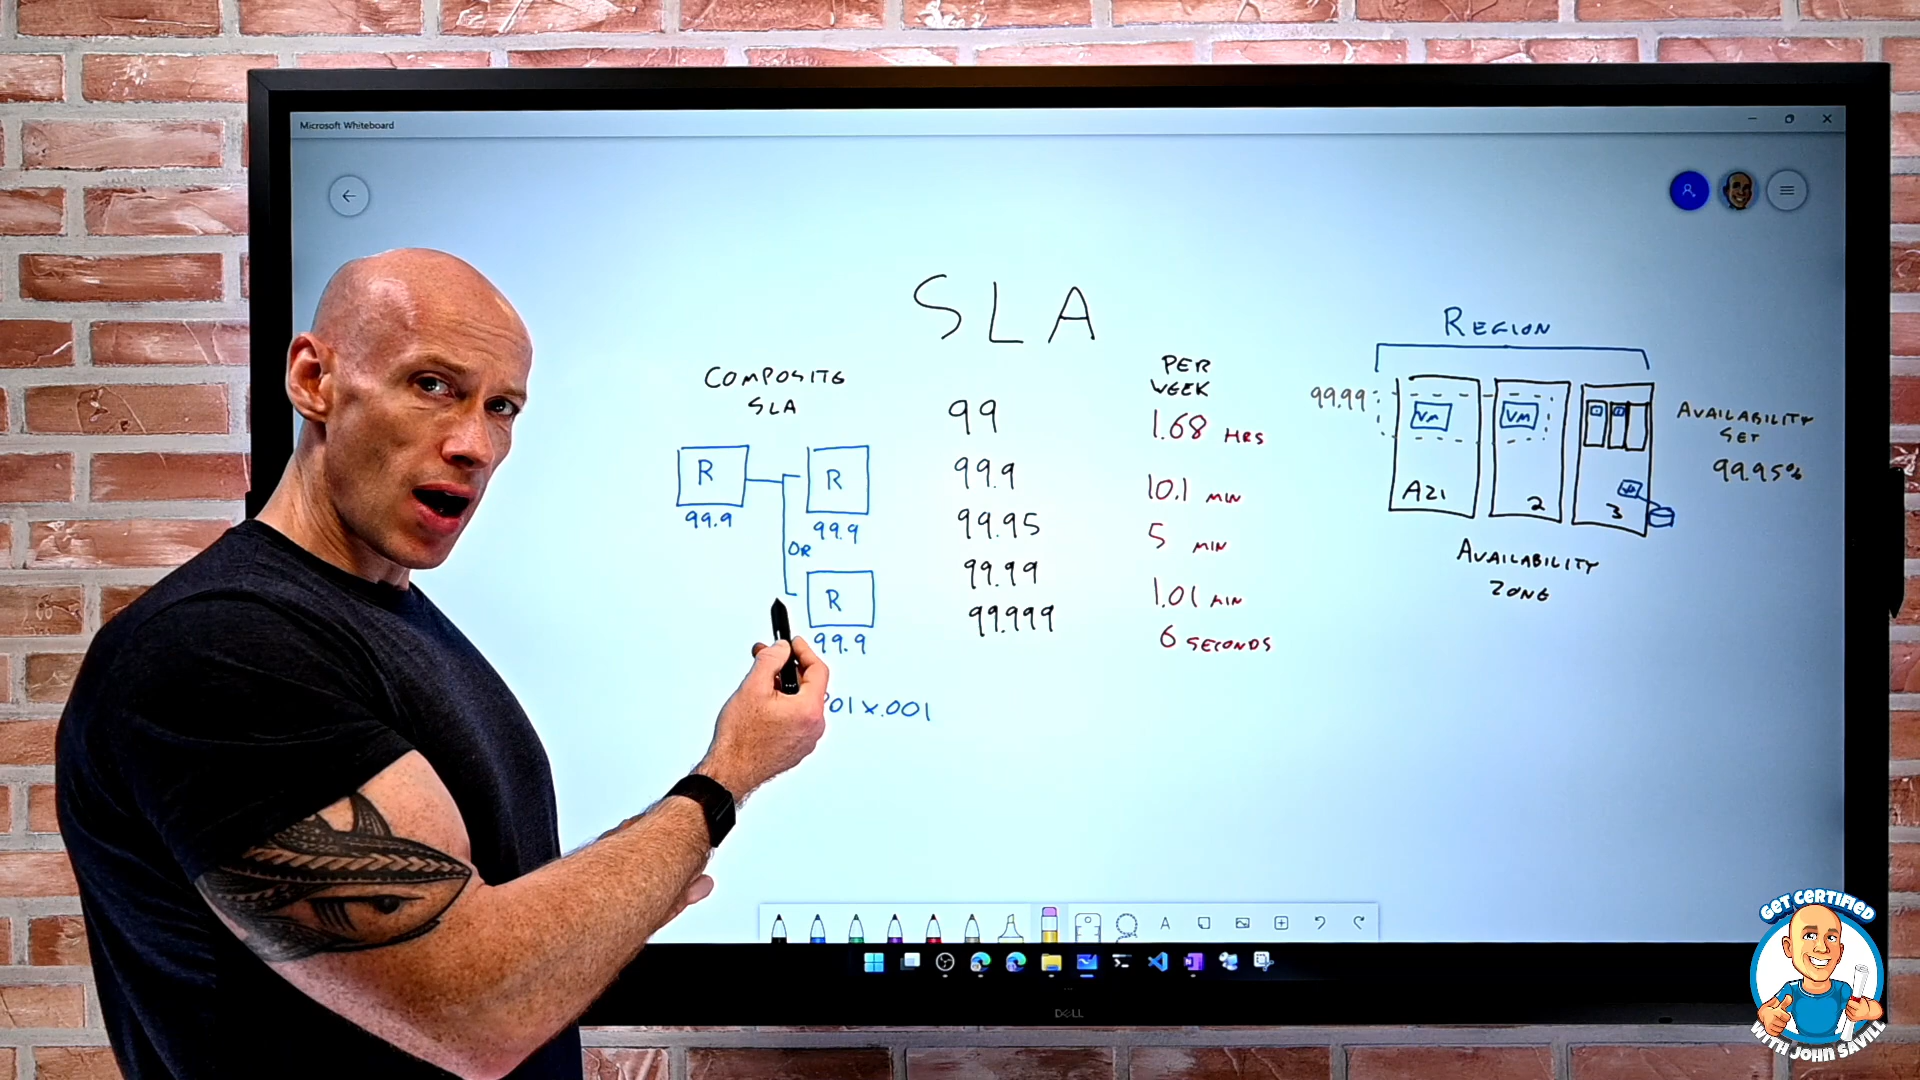 Microsoft Whiteboard
SLA
COMPOSITE
SLA
R
99.9
R
99.9
OR
R
99.9
01x.001
99
99.9
99.95
99.99
99.999
PER
WEEK
1.68 HRS
10.1 MIN
5 MIN
1.01 MIN
6 SECONDS
REGION
99.99
VM
VM
AZ1
2
3
AVAILABILITY
SET
99.95%
AVAILABILITY
ZONE
A
DELL
GET CERTIFIED
WITH JOHN SAVILL